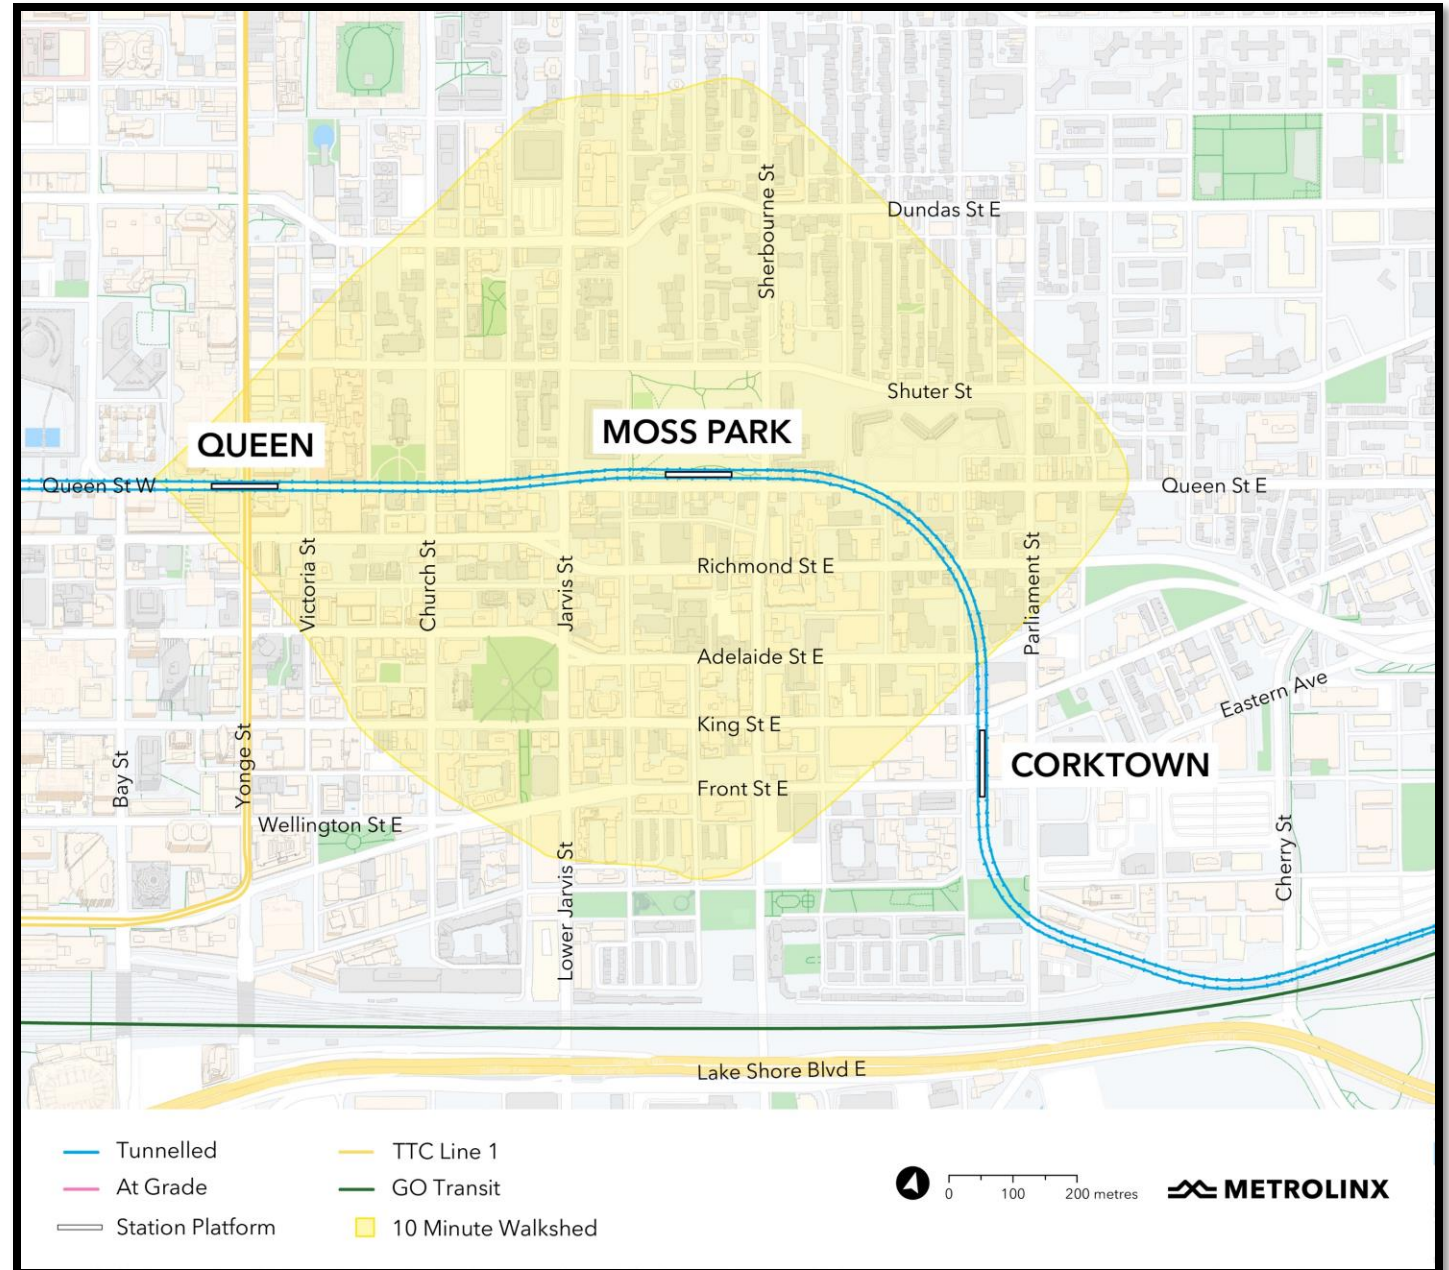 Sherbourne St
Dundas St E
Shuter St
MOSS PARK
QUEEN
Queen St W
Queen St E
Victoria St
Church St
Jarvis St
Richmond St E
Parliament St
Adelaide St E
Eastern Ave
King St E
Bay St
Yonge St
CORKTOWN
Front St E
Wellington St E
Cherry St
Lower Jarvis St
Lake Shore Blvd E
Tunnelled
At Grade
Station Platform
TTC Line 1
GO Transit
10 Minute Walkshed
0 100 200 metres
METROLINX